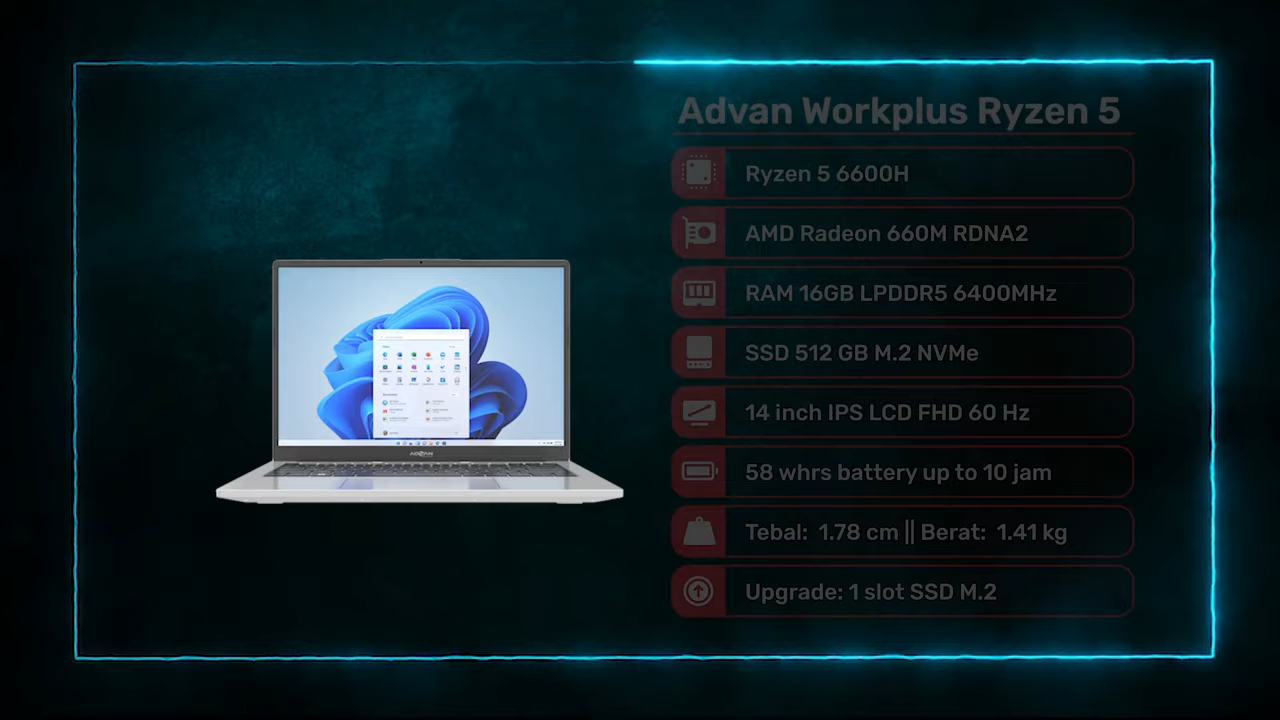 Advan Workplus Ryzen 5
Ryzen 5 6600H
AMD Radeon 660M RDNA2
RAM 16GB LPDDR5 6400MHz
SSD 512 GB M.2 NVMe
14 inch IPS LCD FHD 60 Hz
58 whrs battery up to 10 jam
Tebal: 1.78 cm || Berat: 1.41 kg
Upgrade: 1 slot SSD M.2
ADVAN